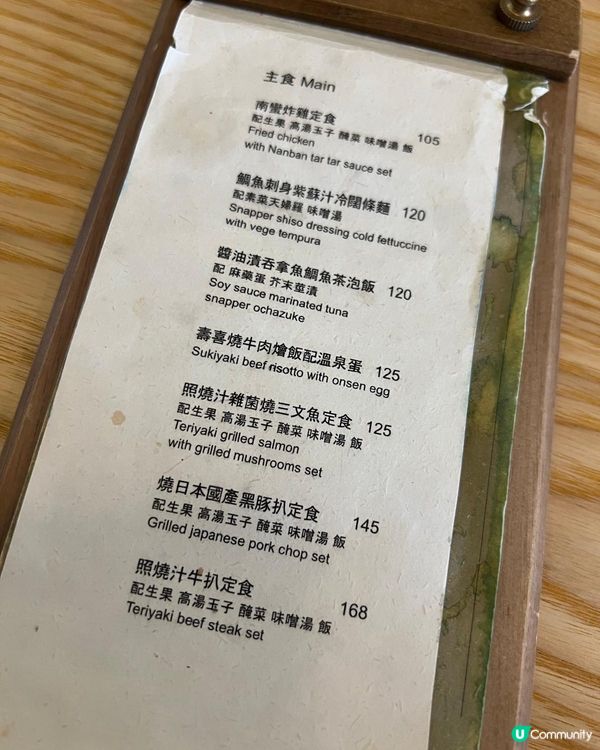 主食 Main
南蠻炸雞定食
配生果 高湯玉子 醃菜 味噌湯 飯 105
Fried chicken
with Nanban tar tar sauce set
鯛魚刺身紫蘇汁冷闊條麵 120
配素菜天婦羅 味噌湯
Snapper shiso dressing cold fettuccine
with vege tempura
醬油漬吞拿魚鯛魚茶泡飯 120
配 麻藥蛋 芥末莖漬
Soy sauce marinated tuna
snapper ochazuke
壽喜燒牛肉燴飯配溫泉蛋 125
Sukiyaki beef risotto with onsen egg
照燒汁雜菌燒三文魚定食 125
配生果 高湯玉子 醃菜 味噌湯 飯
Teriyaki grilled salmon
with grilled mushrooms set
燒日本國產黑豚扒定食 145
配生果 高湯玉子 醃菜 味噌湯 飯
Grilled japanese pork chop set
照燒汁牛扒定食 168
配生果 高湯玉子 醃菜 味噌湯 飯
Teriyaki beef steak set
U Community